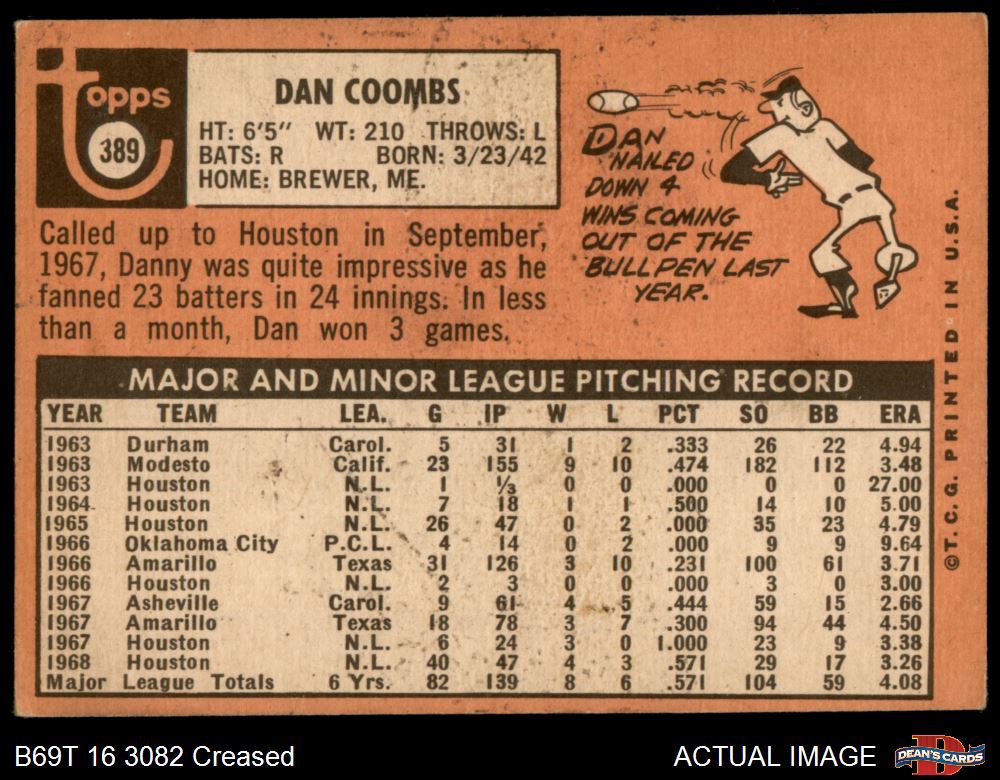 topps
389
DAN COOMBS
HT: 6'5" WT: 210 THROWS: L
BATS: R BORN: 3/23/42
HOME: BREWER, ME.
Called up to Houston in September,
1967, Danny was quite impressive as he
fanned 23 batters in 24 innings. In less
than a month, Dan won 3 games.
DAN
NAILED
DOWN 4
WINS COMING
OUT OF THE
BULLPEN LAST
YEAR.
MAJOR AND MINOR LEAGUE PITCHING RECORD
YEAR TEAM LEA. G IP W L PCT SO BB ERA
1963 Durham Carol. 5 31 1 2 .333 26 22 4.94
1963 Modesto Calif. 23 155 9 10 .474 182 112 3.48
1963 Houston N.L. 1 ⅓ 0 0 .000 0 0 27.00
1964 Houston N.L. 7 18 1 1 .500 14 10 5.00
1965 Houston N.L. 26 47 0 2 .000 35 23 4.79
1966 Oklahoma City P.C.L. 4 14 0 2 .000 9 9 9.64
1966 Amarillo Texas 31 126 3 10 .231 100 61 3.71
1966 Houston N.L. 2 3 0 0 .000 3 0 3.00
1967 Asheville Carol. 9 61 4 5 .444 59 15 2.66
1967 Amarillo Texas 18 78 3 7 .300 94 44 4.50
1967 Houston N.L. 6 24 3 0 1.000 23 9 3.38
1968 Houston N.L. 40 47 4 3 .571 29 17 3.26
Major League Totals 6 Yrs. 82 139 8 6 .571 104 59 4.08
©T.C.G. PRINTED IN U.S.A.
B69T 16 3082 Creased
ACTUAL IMAGE
DEAN'S CARDS